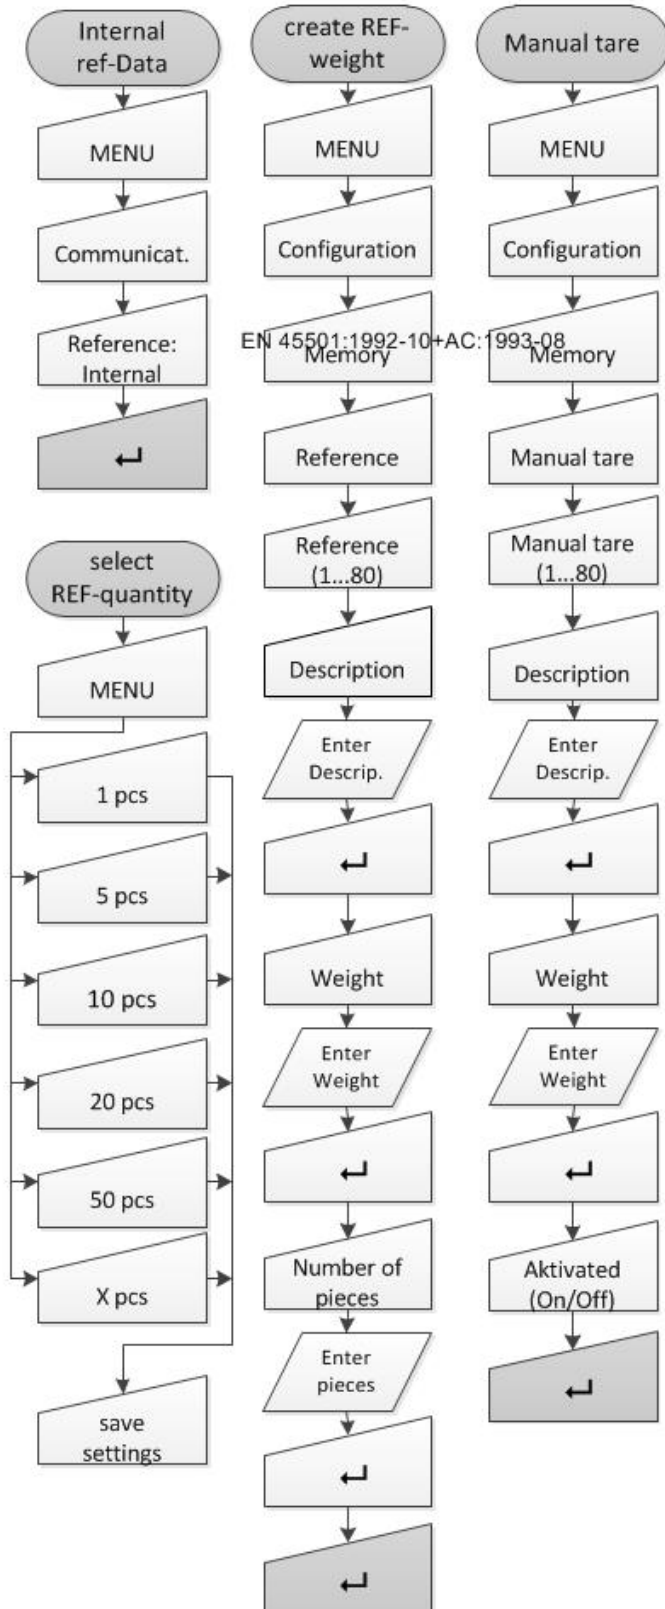 Internal
ref-Data
MENU
Communicat.
Reference:
Internal
↵
select
REF-quantity
MENU
1 pcs
5 pcs
10 pcs
20 pcs
50 pcs
X pcs
save
settings
create REF-
weight
MENU
Configuration
EN 45501:1992-10+AC:1993-08
Memory
Reference
Reference
(1...80)
Description
Enter
Descrip.
↵
Weight
Enter
Weight
↵
Number of
pieces
Enter
pieces
↵
↵
Manual tare
MENU
Configuration
Memory
Manual tare
Manual tare
(1...80)
Description
Enter
Descrip.
↵
Weight
Enter
Weight
↵
Aktivated
(On/Off)
↵